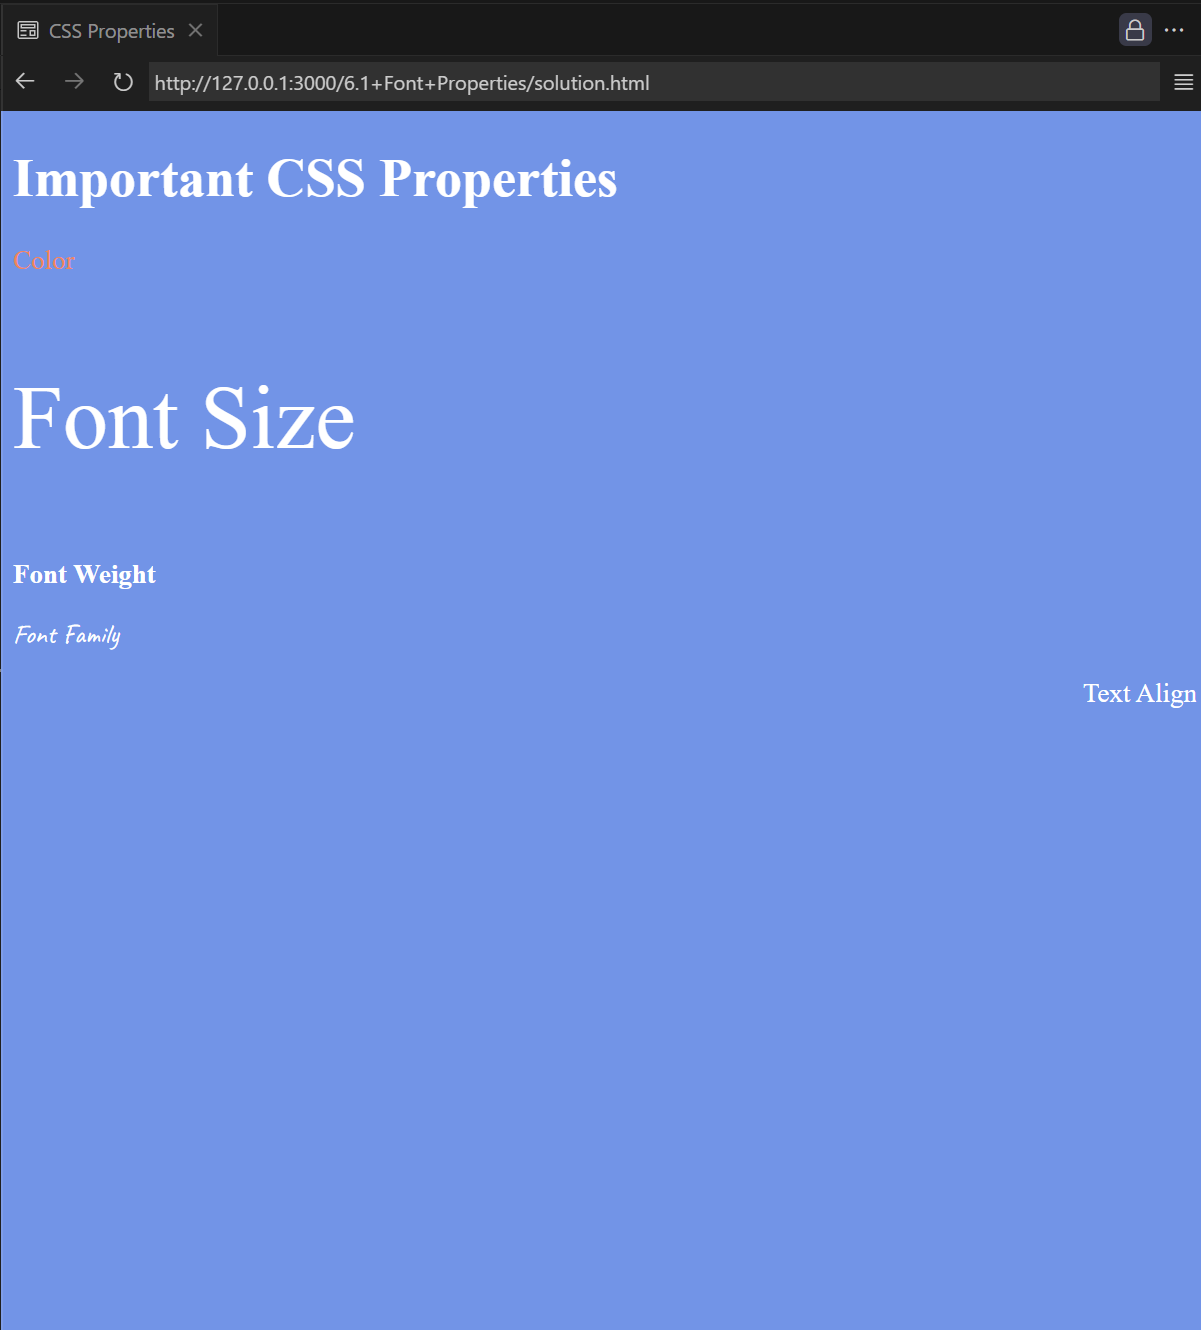 CSS Properties
http://127.0.0.1:3000/6.1+Font+Properties/solution.html
Important CSS Properties
Color
Font Size
Font Weight
Font Family
Text Align